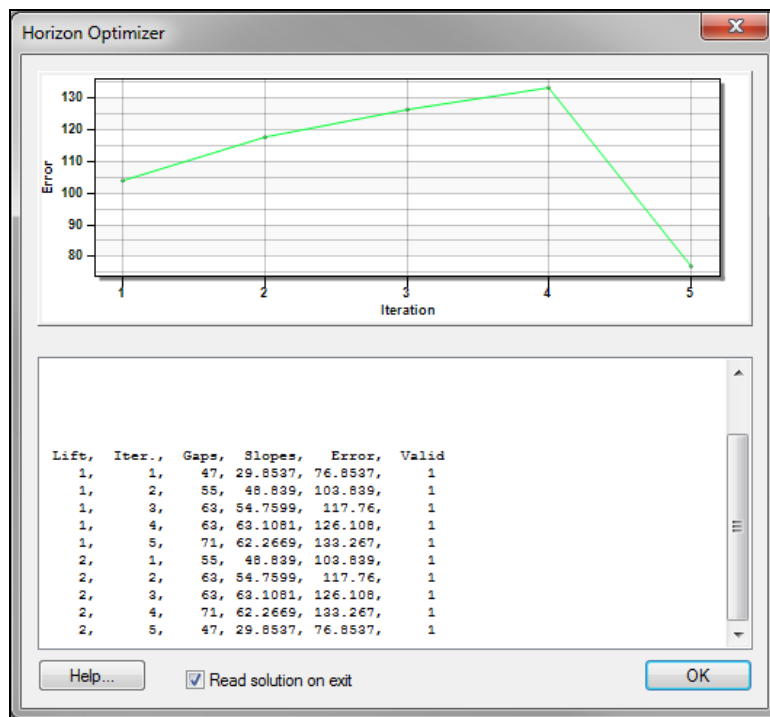 Horizon Optimizer
130
120
110
100
90
80
Error
1 2 3 4 5
Iteration
Lift, Iter., Gaps, Slopes, Error, Valid
1, 1, 47, 29.8537, 76.8537, 1
1, 2, 55, 48.839, 103.839, 1
1, 3, 63, 54.7599, 117.76, 1
1, 4, 63, 63.1081, 126.108, 1
1, 5, 71, 62.2669, 133.267, 1
2, 1, 55, 48.839, 103.839, 1
2, 2, 63, 54.7599, 117.76, 1
2, 3, 63, 63.1081, 126.108, 1
2, 4, 71, 62.2669, 133.267, 1
2, 5, 47, 29.8537, 76.8537, 1
Help...
Read solution on exit
OK